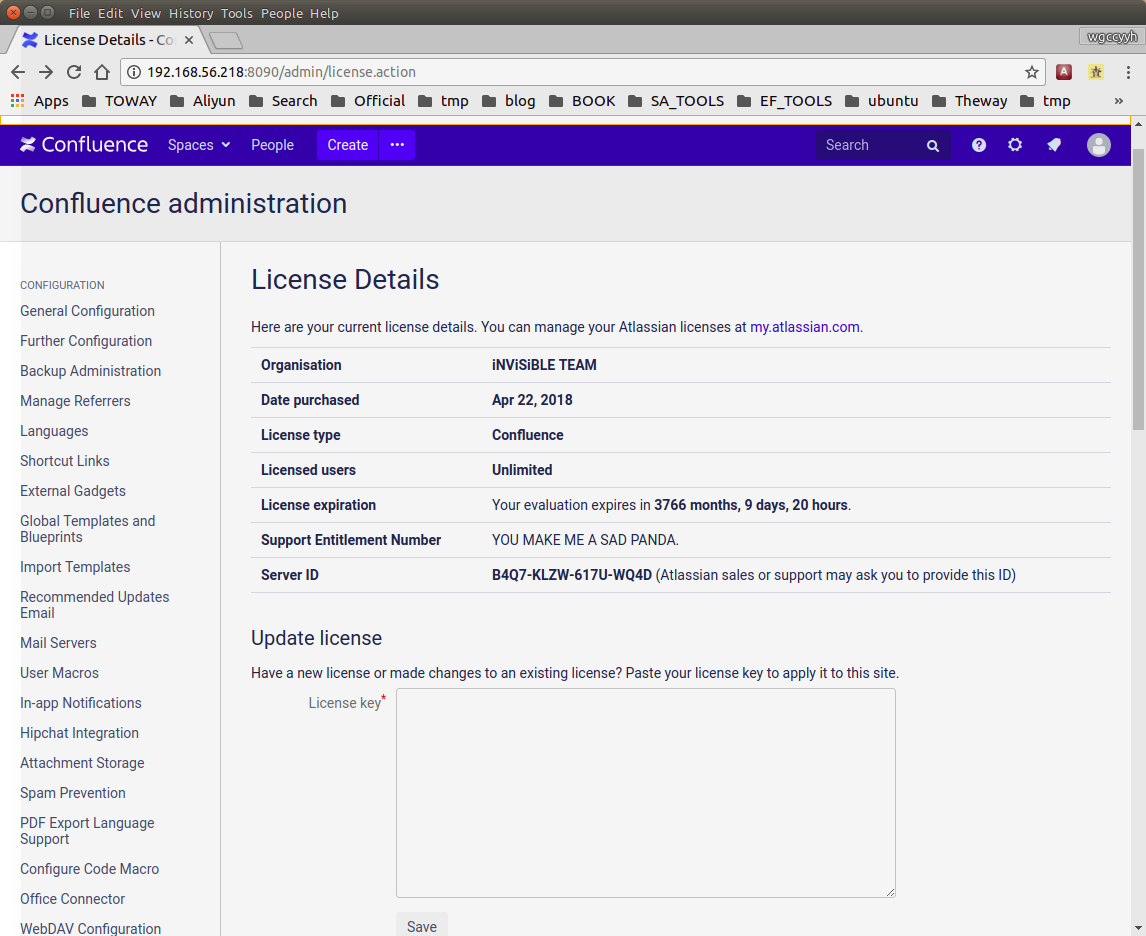 File Edit View History Tools People Help
License Details - Co
wgccyyh
192.168.56.218:8090/admin/license.action
Apps TOWAY Aliyun Search Official tmp blog BOOK SA_TOOLS EF_TOOLS ubuntu Theway tmp »
Confluence Spaces People Create ••• Search
Confluence administration
CONFIGURATION
General Configuration
Further Configuration
Backup Administration
Manage Referrers
Languages
Shortcut Links
External Gadgets
Global Templates and
Blueprints
Import Templates
Recommended Updates
Email
Mail Servers
User Macros
In-app Notifications
Hipchat Integration
Attachment Storage
Spam Prevention
PDF Export Language
Support
Configure Code Macro
Office Connector
WebDAV Configuration
License Details
Here are your current license details. You can manage your Atlassian licenses at my.atlassian.com.
Organisation iNViSiBLE TEAM
Date purchased Apr 22, 2018
License type Confluence
Licensed users Unlimited
License expiration Your evaluation expires in 3766 months, 9 days, 20 hours.
Support Entitlement Number YOU MAKE ME A SAD PANDA.
Server ID B4Q7-KLZW-617U-WQ4D (Atlassian sales or support may ask you to provide this ID)
Update license
Have a new license or made changes to an existing license? Paste your license key to apply it to this site.
License key*
Save